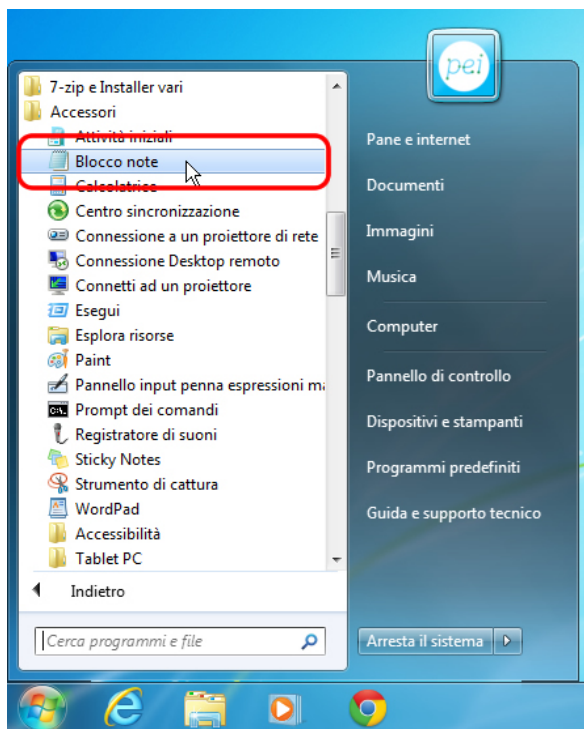 pei
7-zip e Installer vari
Accessori
Attività iniziali
Blocco note
Calcolatrice
Centro sincronizzazione
Connessione a un proiettore di rete
Connessione Desktop remoto
Connetti ad un proiettore
Esegui
Esplora risorse
Paint
Pannello input penna espressioni ma
Prompt dei comandi
Registratore di suoni
Sticky Notes
Strumento di cattura
WordPad
Accessibilità
Tablet PC
Indietro
Cerca programmi e file
Pane e internet
Documenti
Immagini
Musica
Computer
Pannello di controllo
Dispositivi e stampanti
Programmi predefiniti
Guida e supporto tecnico
Arresta il sistema